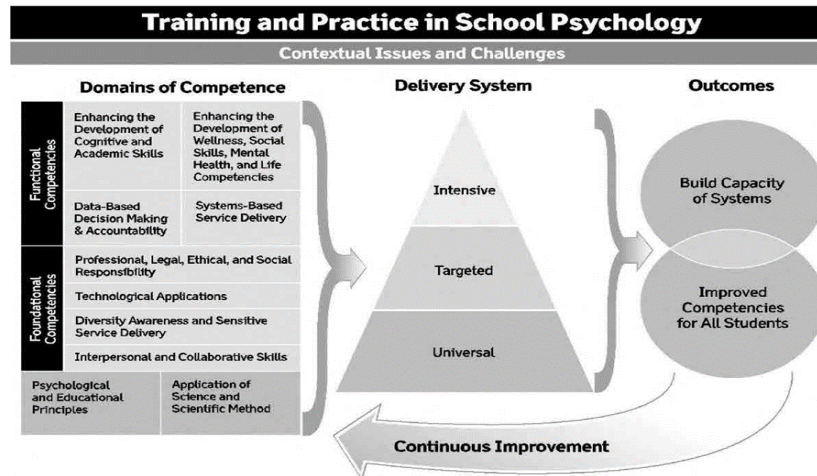 Training and Practice in School Psychology
Contextual Issues and Challenges
Domains of Competence
Functional
Competencies
Enhancing the
Development of
Cognitive and
Academic Skills
Enhancing the
Development of
Wellness, Social
Skills, Mental
Health, and Life
Competencies
Data-Based
Decision Making
& Accountability
Systems-Based
Service Delivery
Foundational
Competencies
Professional, Legal, Ethical, and Social
Responsibility
Technological Applications
Diversity Awareness and Sensitive
Service Delivery
Interpersonal and Collaborative Skills
Psychological
and Educational
Principles
Application of
Science and
Scientific Method
Delivery System
Intensive
Targeted
Universal
Outcomes
Build Capacity
of Systems
Improved
Competencies
for All Students
Continuous Improvement